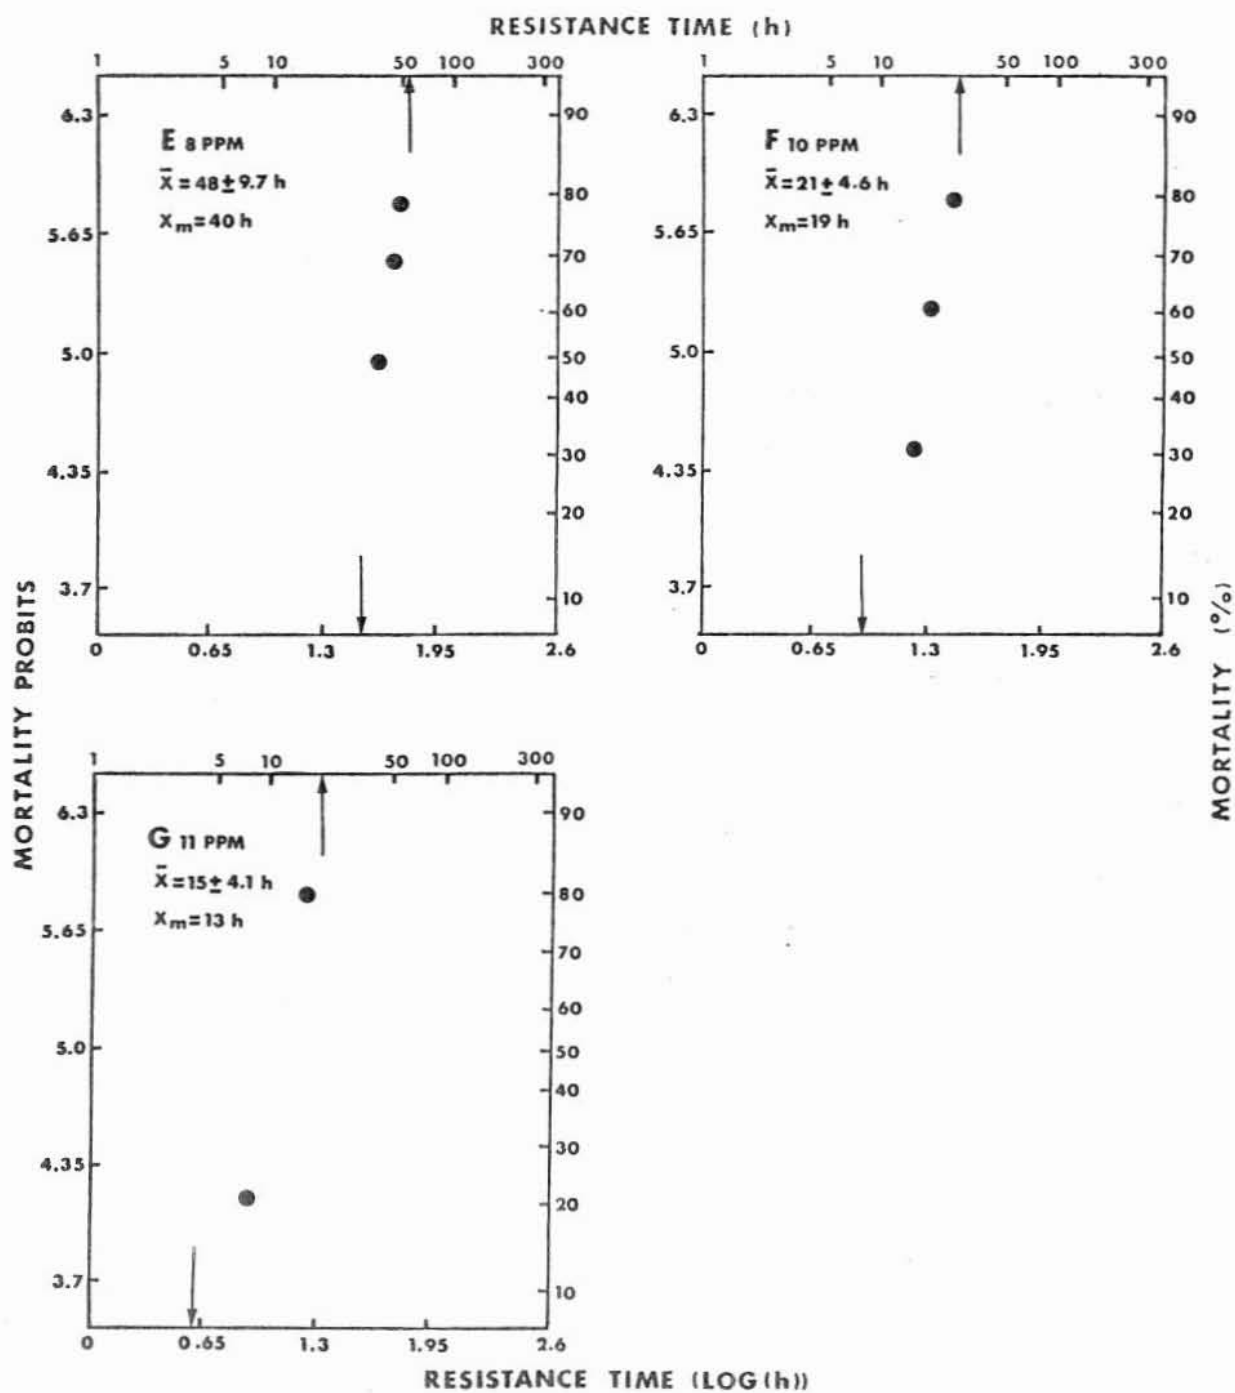 RESISTANCE TIME (h)
1 5 10 50 100 300
1 5 10 50 100 300
E 8 PPM
x̄ = 48 ± 9.7 h
xm = 40 h
6.3
5.65
5.0
4.35
3.7
90
80
70
60
50
40
30
20
10
0 0.65 1.3 1.95 2.6
F 10 PPM
x̄ = 21 ± 4.6 h
xm = 19 h
6.3
5.65
5.0
4.35
3.7
90
80
70
60
50
40
30
20
10
0 0.65 1.3 1.95 2.6
MORTALITY PROBITS
MORTALITY (%)
1 5 10 50 100 300
G 11 PPM
x̄ = 15 ± 4.1 h
xm = 13 h
6.3
5.65
5.0
4.35
3.7
90
80
70
60
50
40
30
20
10
0 0.65 1.3 1.95 2.6
RESISTANCE TIME (LOG (h))